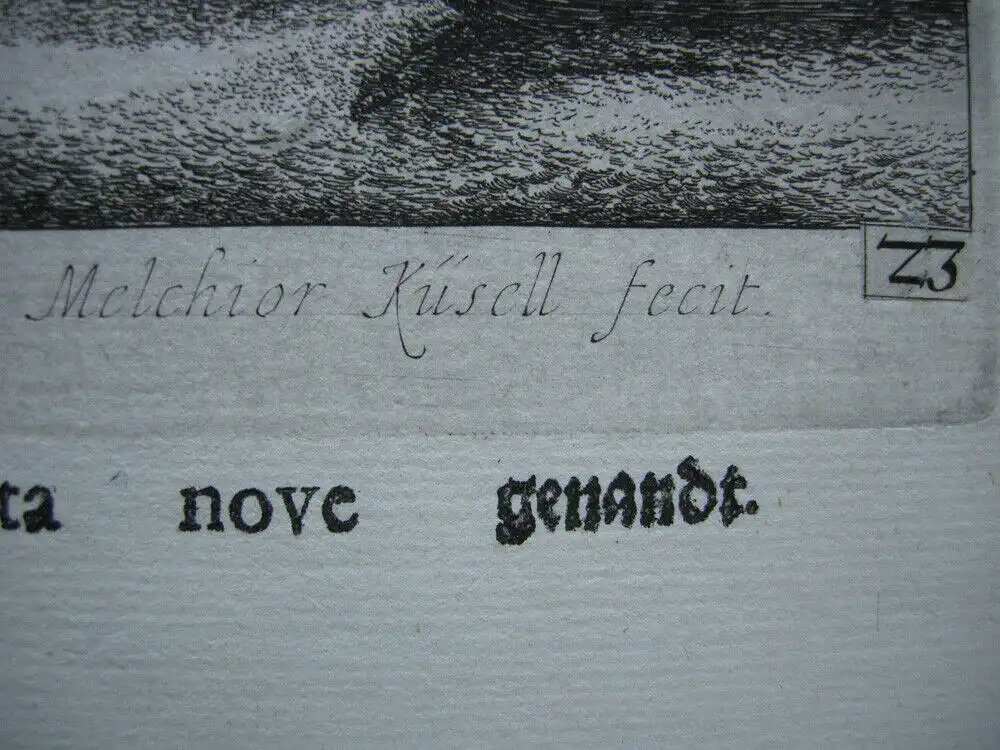 Melchior Küsell fecit.
23
ta nove genandt.